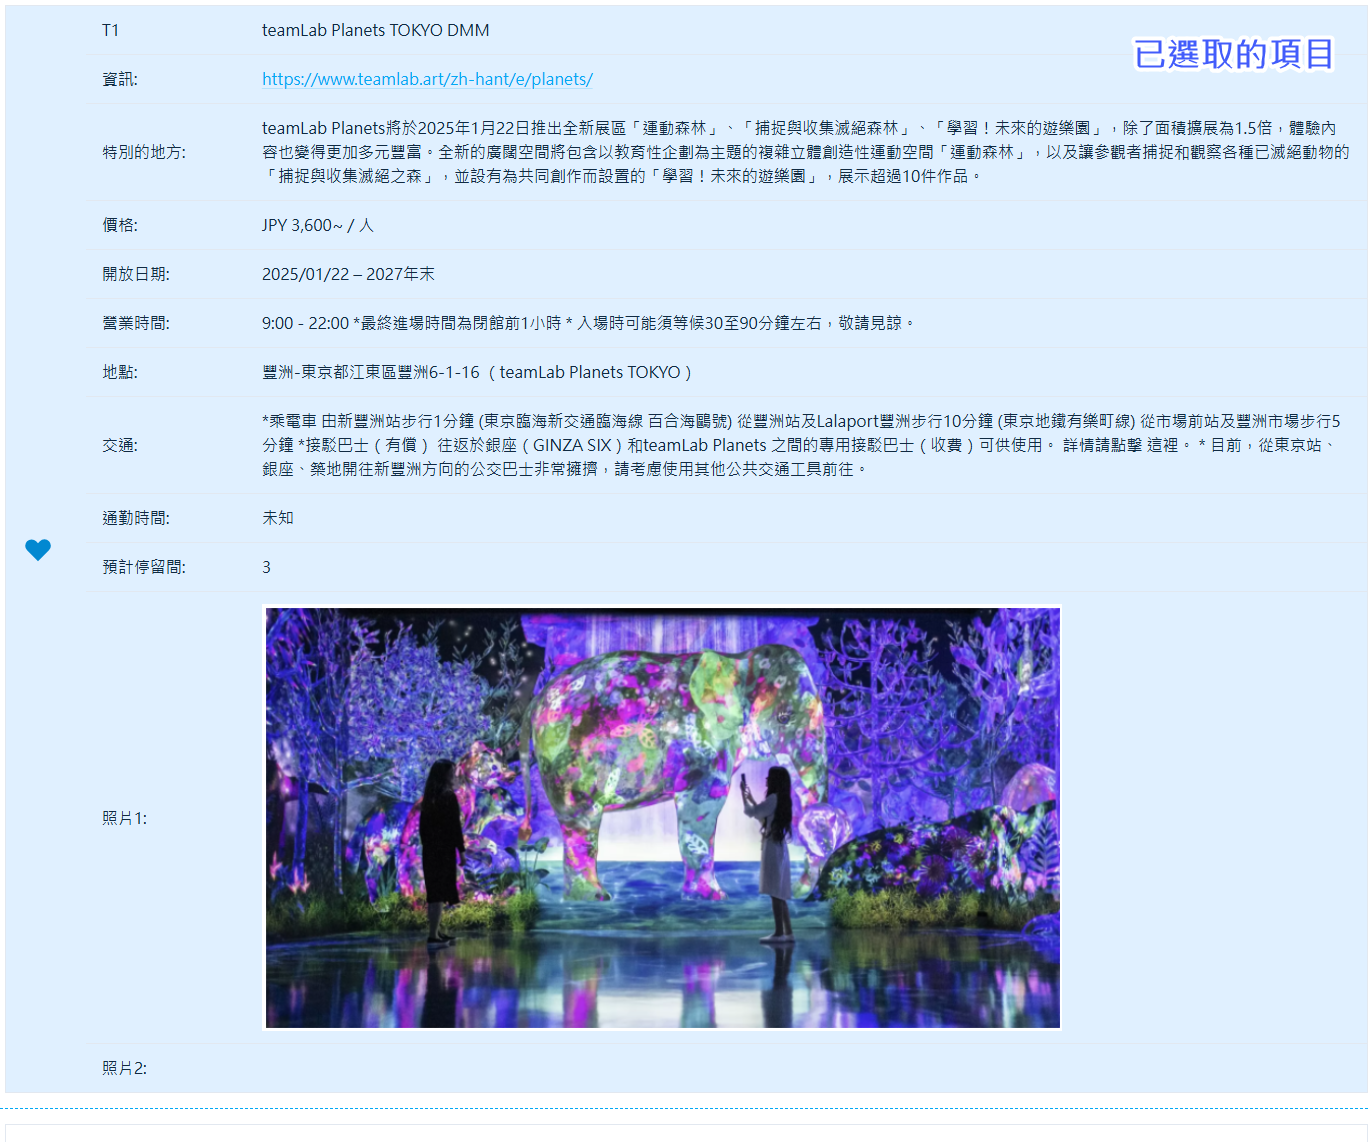 T1 teamLab Planets TOKYO DMM
已選取的項目
資訊: https://www.teamlab.art/zh-hant/e/planets/
特別的地方: teamLab Planets將於2025年1月22日推出全新展區「運動森林」、「捕捉與收集滅絕森林」、「學習！未來的遊樂園」，除了面積擴展為1.5倍，體驗內
容也變得更加多元豐富。全新的廣闊空間將包含以教育性企劃為主題的複雜立體創造性運動空間「運動森林」，以及讓參觀者捕捉和觀察各種已滅絕動物的
「捕捉與收集滅絕之森」，並設有為共同創作而設置的「學習！未來的遊樂園」，展示超過10件作品。
價格: JPY 3,600~ / 人
開放日期: 2025/01/22 – 2027年末
營業時間: 9:00 - 22:00 *最終進場時間為閉館前1小時 * 入場時可能須等候30至90分鐘左右，敬請見諒。
地點: 豐洲-東京都江東區豐洲6-1-16 （teamLab Planets TOKYO）
交通: *乘電車 由新豐洲站步行1分鐘 (東京臨海新交通臨海線 百合海鷗號) 從豐洲站及Lalaport豐洲步行10分鐘 (東京地鐵有樂町線) 從市場前站及豐洲市場步行5
分鐘 *接駁巴士（有償） 往返於銀座（GINZA SIX）和teamLab Planets 之間的專用接駁巴士（收費）可供使用。 詳情請點擊 這裡。 * 目前，從東京站、
銀座、築地開往新豐洲方向的公交巴士非常擁擠，請考慮使用其他公共交通工具前往。
通勤時間: 未知
預計停留間: 3
照片1:
照片2: